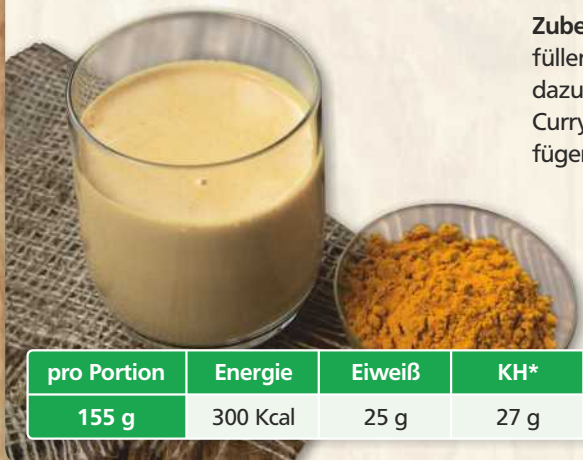 Zube
füller
dazu
Curry
füger
pro Portion Energie Eiweiß KH*
155 g 300 Kcal 25 g 27 g